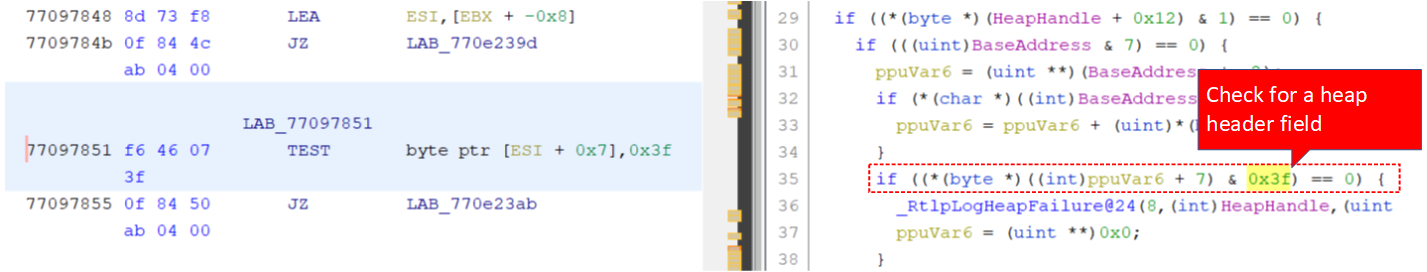 77097848 8d 73 f8 LEA ESI,[EBX + -0x8]
7709784b 0f 84 4c JZ LAB_770e239d
ab 04 00
LAB_77097851
77097851 f6 46 07 TEST byte ptr [ESI + 0x7],0x3f
3f
77097855 0f 84 50 JZ LAB_770e23ab
ab 04 00
29 if ((*(byte *)(HeapHandle + 0x12) & 1) == 0) {
30 if (((uint)BaseAddress & 7) == 0) {
31 ppuVar6 = (uint **)(BaseAddress
32 if (*(char *)((int)BaseAddress
33 ppuVar6 = ppuVar6 + (uint)*(
34 }
35 if ((*(byte *)((int)ppuVar6 + 7) & 0x3f) == 0) {
36 _RtlpLogHeapFailure@24(8,(int)HeapHandle,(uint
37 ppuVar6 = (uint **)0x0;
38 }
Check for a heap
header field